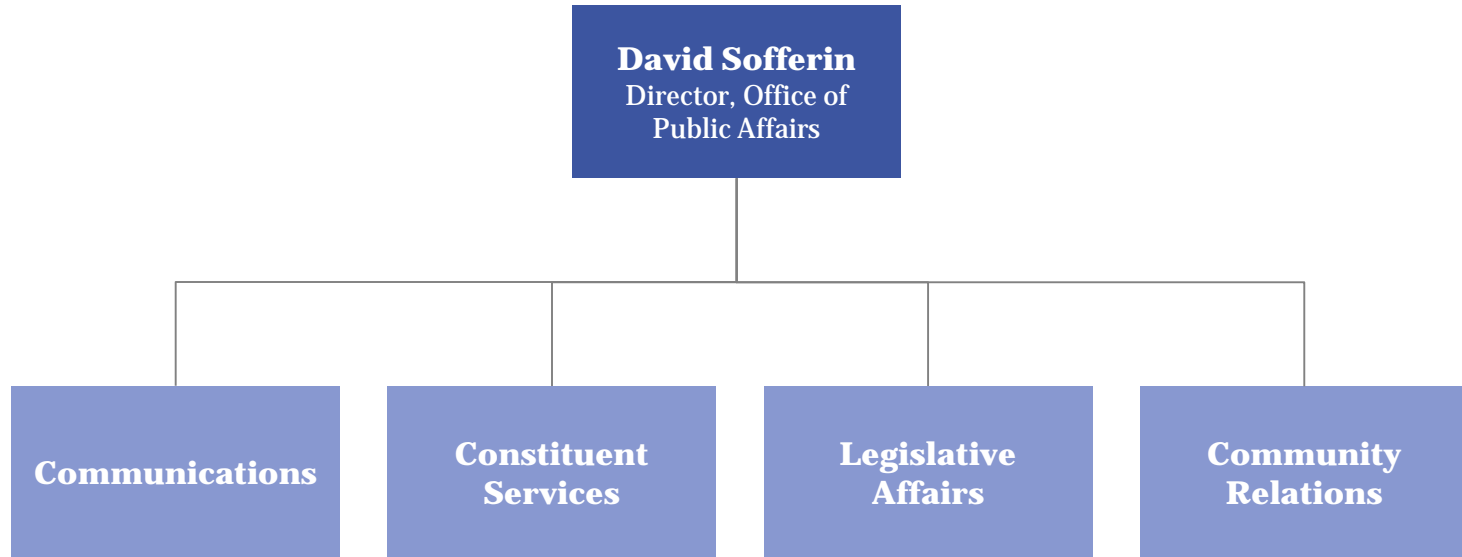 David Sofferin
Director, Office of
Public Affairs
Communications
Constituent
Services
Legislative
Affairs
Community
Relations